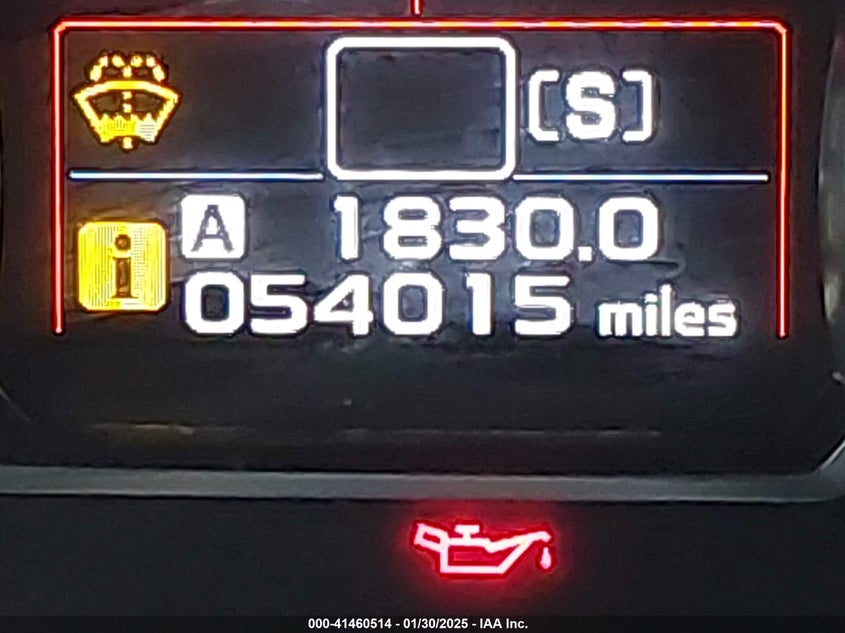 [S]
A 1830.0
i
054015 miles
000-41460514 - 01/30/2025 - IAA Inc.